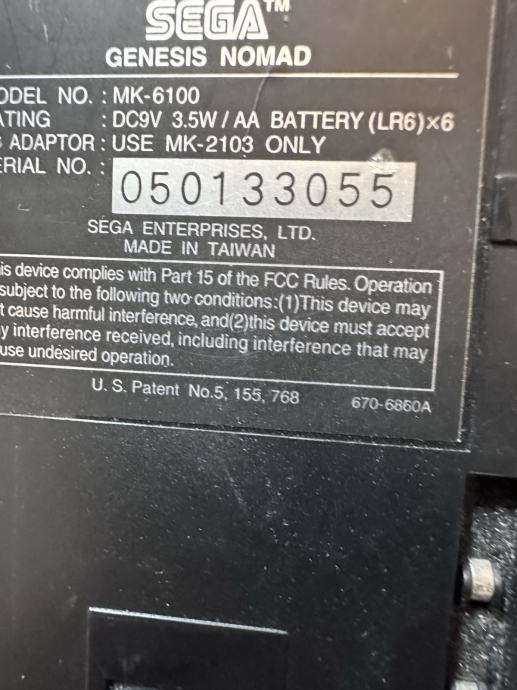 SEGA™
GENESIS NOMAD
ODEL NO. : MK-6100
ATING : DC9V 3.5W / AA BATTERY (LR6)×6
ADAPTOR : USE MK-2103 ONLY
ERIAL NO. : 050133055
SEGA ENTERPRISES, LTD.
MADE IN TAIWAN
is device complies with Part 15 of the FCC Rules. Operation
subject to the following two conditions:(1)This device may
t cause harmful interference, and(2)this device must accept
y interference received, including interference that may
use undesired operation.
U. S. Patent No.5, 155, 768
670-6860A